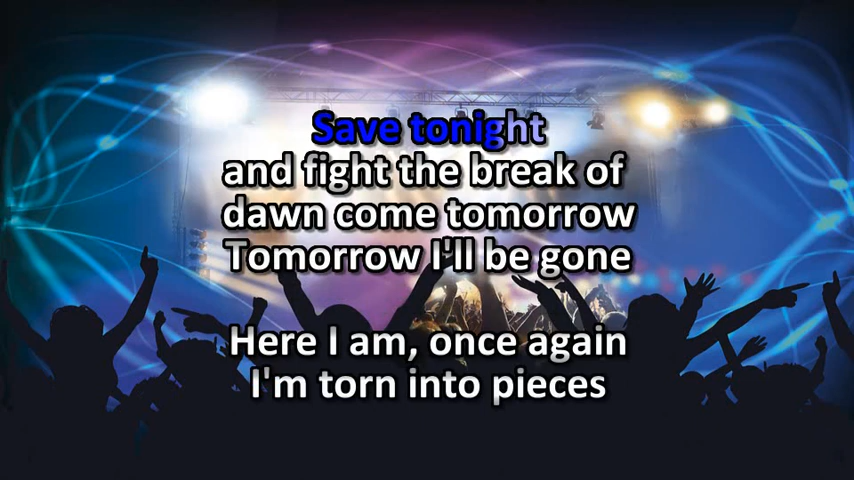 Save tonight
and fight the break of
dawn come tomorrow
Tomorrow I'll be gone
Here I am, once again
I'm torn into pieces